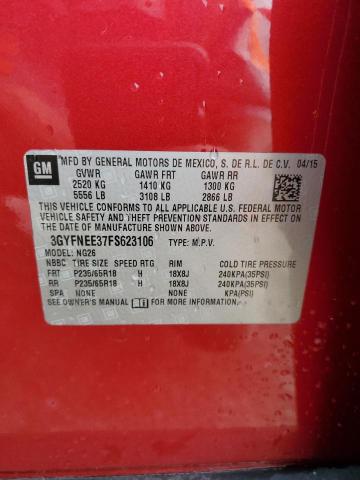 GM
MFD BY GENERAL MOTORS DE MEXICO, S. DE R.L. DE C.V. 04/15
GVWR GAWR FRT GAWR RR
2520 KG 1410 KG 1300 KG
5556 LB 3108 LB 2866 LB
THIS VEHICLE CONFORMS TO ALL APPLICABLE U.S. FEDERAL MOTOR
VEHICLE SAFETY AND THEFT PREVENTION STANDARDS IN EFFECT ON
THE DATE OF MANUFACTURE SHOWN ABOVE.
3GYFNEE37FS623106 TYPE: M.P.V.
MODEL: NG26
NBBC TIRE SIZE SPEED RTG RIM COLD TIRE PRESSURE
FRT P235/65R18 H 18X8J 240KPA(35PSI)
RR P235/65R18 H 18X8J 240KPA(35PSI)
SPA NONE NONE KPA(PSI)
SEE OWNER'S MANUAL FOR ADDITIONAL INFORMATION.